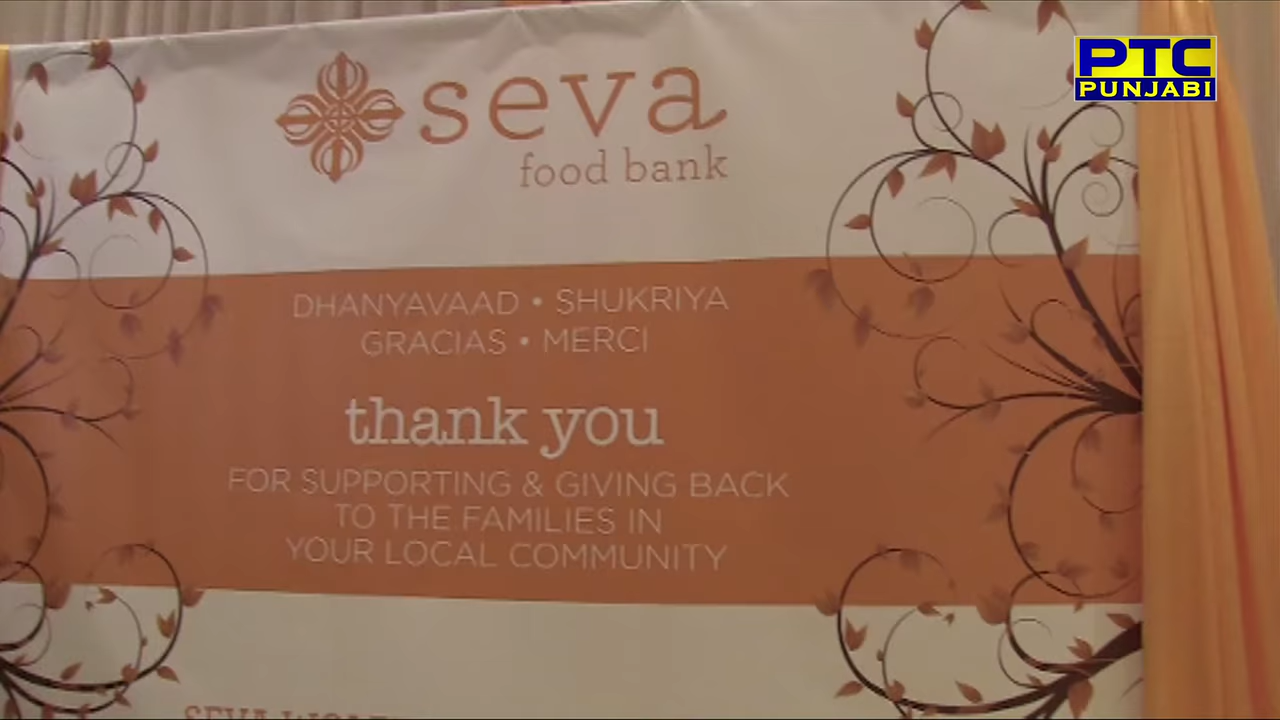 PTC
PUNJABI
seva
food bank
DHANYAVAAD • SHUKRIYA
GRACIAS • MERCI
thank you
FOR SUPPORTING & GIVING BACK
TO THE FAMILIES IN
YOUR LOCAL COMMUNITY
SEVA